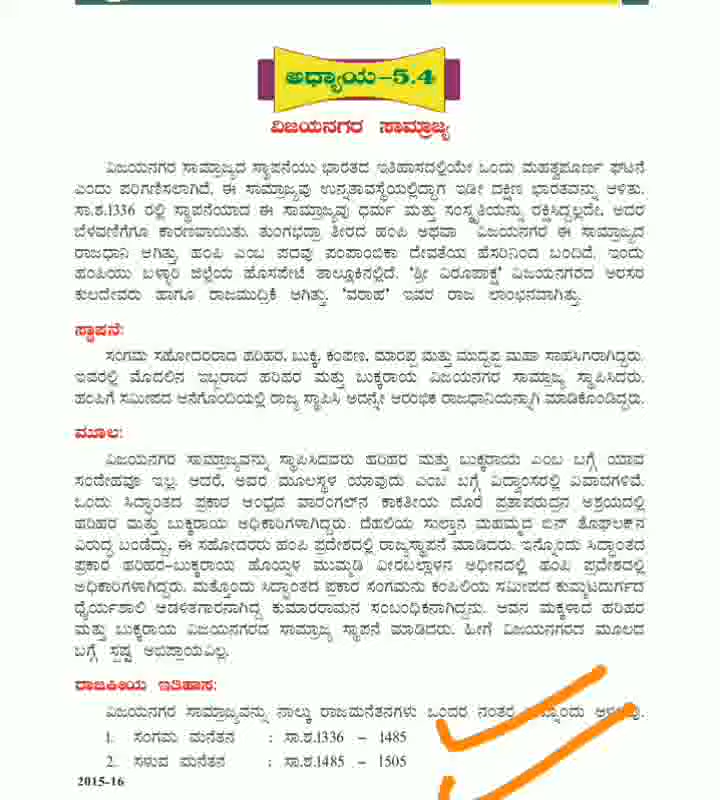 ಅಧ್ಯಾಯ-5.4
ವಿಜಯನಗರ ಸಾಮ್ರಾಜ್ಯ
ವಿಜಯನಗರ ಸಾಮ್ರಾಜ್ಯದ ಸ್ಥಾಪನೆಯು ಭಾರತದ ಇತಿಹಾಸದಲ್ಲಿಯೇ ಒಂದು ಮಹತ್ವಪೂರ್ಣ ಘಟನೆ
ಎಂದು ಪರಿಗಣಿಸಲಾಗಿದೆ. ಈ ಸಾಮ್ರಾಜ್ಯವು ಉನ್ನತಾವಸ್ಥೆಯಲ್ಲಿದ್ದಾಗ ಇಡೀ ದಕ್ಷಿಣ ಭಾರತವನ್ನು ಆಳಿತು.
ಸಾ.ಶ.1336 ರಲ್ಲಿ ಸ್ಥಾಪನೆಯಾದ ಈ ಸಾಮ್ರಾಜ್ಯವು ಧರ್ಮ ಮತ್ತು ಸಂಸ್ಕೃತಿಯನ್ನು ರಕ್ಷಿಸಿದ್ದಲ್ಲದೇ, ಅದರ
ಬೆಳವಣಿಗೆಗೂ ಕಾರಣವಾಯಿತು. ತುಂಗಭದ್ರಾ ತೀರದ ಹಂಪಿ ಅಥವಾ ವಿಜಯನಗರ ಈ ಸಾಮ್ರಾಜ್ಯದ
ರಾಜಧಾನಿ ಆಗಿತ್ತು. ಹಂಪಿ ಎಂಬ ಪದವು ಪಂಪಾಂಬಿಕಾ ದೇವತೆಯ ಹೆಸರಿನಿಂದ ಬಂದಿದೆ. ಇಂದು
ಹಂಪಿಯು ಬಳ್ಳಾರಿ ಜಿಲ್ಲೆಯ ಹೊಸಪೇಟೆ ತಾಲ್ಲೂಕಿನಲ್ಲಿದೆ. 'ಶ್ರೀ ವಿರೂಪಾಕ್ಷ' ವಿಜಯನಗರದ ಅರಸರ
ಕುಲದೇವರು ಹಾಗೂ ರಾಜಮುದ್ರಿಕೆ ಆಗಿತ್ತು. 'ವರಾಹ' ಇವರ ರಾಜ ಲಾಂಛನವಾಗಿತ್ತು.
ಸ್ಥಾಪನೆ:
ಸಂಗಮ ಸಹೋದರರಾದ ಹರಿಹರ, ಬುಕ್ಕ, ಕಂಪಣ, ಮಾರಪ್ಪ ಮತ್ತು ಮುದ್ದಪ್ಪ ಮಹಾ ಸಾಹಸಿಗರಾಗಿದ್ದರು.
ಇವರಲ್ಲಿ ಮೊದಲಿನ ಇಬ್ಬರಾದ ಹರಿಹರ ಮತ್ತು ಬುಕ್ಕರಾಯ ವಿಜಯನಗರ ಸಾಮ್ರಾಜ್ಯ ಸ್ಥಾಪಿಸಿದರು.
ಹಂಪಿಗೆ ಸಮೀಪದ ಆನೆಗೊಂದಿಯಲ್ಲಿ ರಾಜ್ಯ ಸ್ಥಾಪಿಸಿ ಅದನ್ನೇ ಆರಂಭಿಕ ರಾಜಧಾನಿಯನ್ನಾಗಿ ಮಾಡಿಕೊಂಡಿದ್ದರು.
ಮೂಲ:
ವಿಜಯನಗರ ಸಾಮ್ರಾಜ್ಯವನ್ನು ಸ್ಥಾಪಿಸಿದವರು ಹರಿಹರ ಮತ್ತು ಬುಕ್ಕರಾಯ ಎಂಬ ಬಗ್ಗೆ ಯಾವ
ಸಂದೇಹವೂ ಇಲ್ಲ. ಆದರೆ, ಅವರ ಮೂಲಸ್ಥಳ ಯಾವುದು ಎಂಬ ಬಗ್ಗೆ ವಿದ್ವಾಂಸರಲ್ಲಿ ವಿವಾದಗಳಿವೆ.
ಒಂದು ಸಿದ್ಧಾಂತದ ಪ್ರಕಾರ ಆಂಧ್ರದ ವಾರಂಗಲ್‌ನ ಕಾಕತೀಯ ದೊರೆ ಪ್ರತಾಪರುದ್ರನ ಆಶ್ರಯದಲ್ಲಿ
ಹರಿಹರ ಮತ್ತು ಬುಕ್ಕರಾಯ ಅಧಿಕಾರಿಗಳಾಗಿದ್ದರು. ದೆಹಲಿಯ ಸುಲ್ತಾನ ಮಹಮ್ಮದ ಬಿನ್ ತೊಘಲಕ್‌ನ
ವಿರುದ್ಧ ಬಂಡೆದ್ದು, ಈ ಸಹೋದರರು ಹಂಪಿ ಪ್ರದೇಶದಲ್ಲಿ ರಾಜ್ಯಸ್ಥಾಪನೆ ಮಾಡಿದರು. ಇನ್ನೊಂದು ಸಿದ್ಧಾಂತದ
ಪ್ರಕಾರ ಹರಿಹರ-ಬುಕ್ಕರಾಯ ಹೊಯ್ಸಳ ಮುಮ್ಮಡಿ ವೀರಬಲ್ಲಾಳನ ಅಧೀನದಲ್ಲಿ ಹಂಪಿ ಪ್ರದೇಶದಲ್ಲಿ
ಅಧಿಕಾರಿಗಳಾಗಿದ್ದರು. ಮತ್ತೊಂದು ಸಿದ್ಧಾಂತದ ಪ್ರಕಾರ ಸಂಗಮನು ಕಂಪಿಲಿಯ ಸಮೀಪದ ಕುಮ್ಮಟದುರ್ಗದ
ಧೈರ್ಯಶಾಲಿ ಆಡಳಿತಗಾರನಾಗಿದ್ದ ಕುಮಾರರಾಮನ ಸಂಬಂಧಿಕನಾಗಿದ್ದನು. ಅವನ ಮಕ್ಕಳಾದ ಹರಿಹರ
ಮತ್ತು ಬುಕ್ಕರಾಯ ವಿಜಯನಗರದ ಸಾಮ್ರಾಜ್ಯ ಸ್ಥಾಪನೆ ಮಾಡಿದರು. ಹೀಗೆ ವಿಜಯನಗರದ ಮೂಲದ
ಬಗ್ಗೆ ಸ್ಪಷ್ಟ ಅಭಿಪ್ರಾಯವಿಲ್ಲ.
ರಾಜಕೀಯ ಇತಿಹಾಸ:
ವಿಜಯನಗರ ಸಾಮ್ರಾಜ್ಯವನ್ನು ನಾಲ್ಕು ರಾಜಮನೆತನಗಳು ಒಂದರ ನಂತರ
1. ಸಂಗಮ ಮನೆತನ : ಸಾ.ಶ.1336 - 1485
2. ಸಳುವ ಮನೆತನ : ಸಾ.ಶ.1485 - 1505
2015-16